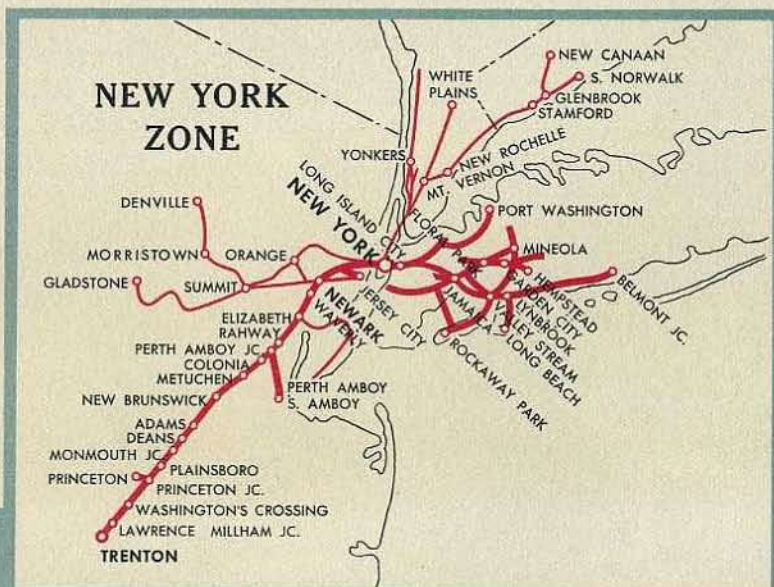 NEW YORK
ZONE
NEW CANAAN
WHITE
PLAINS
S. NORWALK
GLENBROOK
STAMFORD
YONKERS
NEW ROCHELLE
MT. VERNON
LONG ISLAND CITY
NEW YORK
FLORAL PARK
PORT WASHINGTON
DENVILLE
MORRISTOWN
ORANGE
MINEOLA
GLADSTONE
SUMMIT
HEMPSTEAD
GARDEN CITY
BELMONT JC.
JERSEY CITY
NEWARK
WAVERLY
JAMAICA
LYNBROOK
VALLEY STREAM
LONG BEACH
ROCKAWAY PARK
ELIZABETH
RAHWAY
PERTH AMBOY JC.
COLONIA
METUCHEN
PERTH AMBOY
S. AMBOY
NEW BRUNSWICK
ADAMS
DEANS
MONMOUTH JC.
PLAINSBORO
PRINCETON
PRINCETON JC.
WASHINGTON'S CROSSING
LAWRENCE MILLHAM JC.
TRENTON